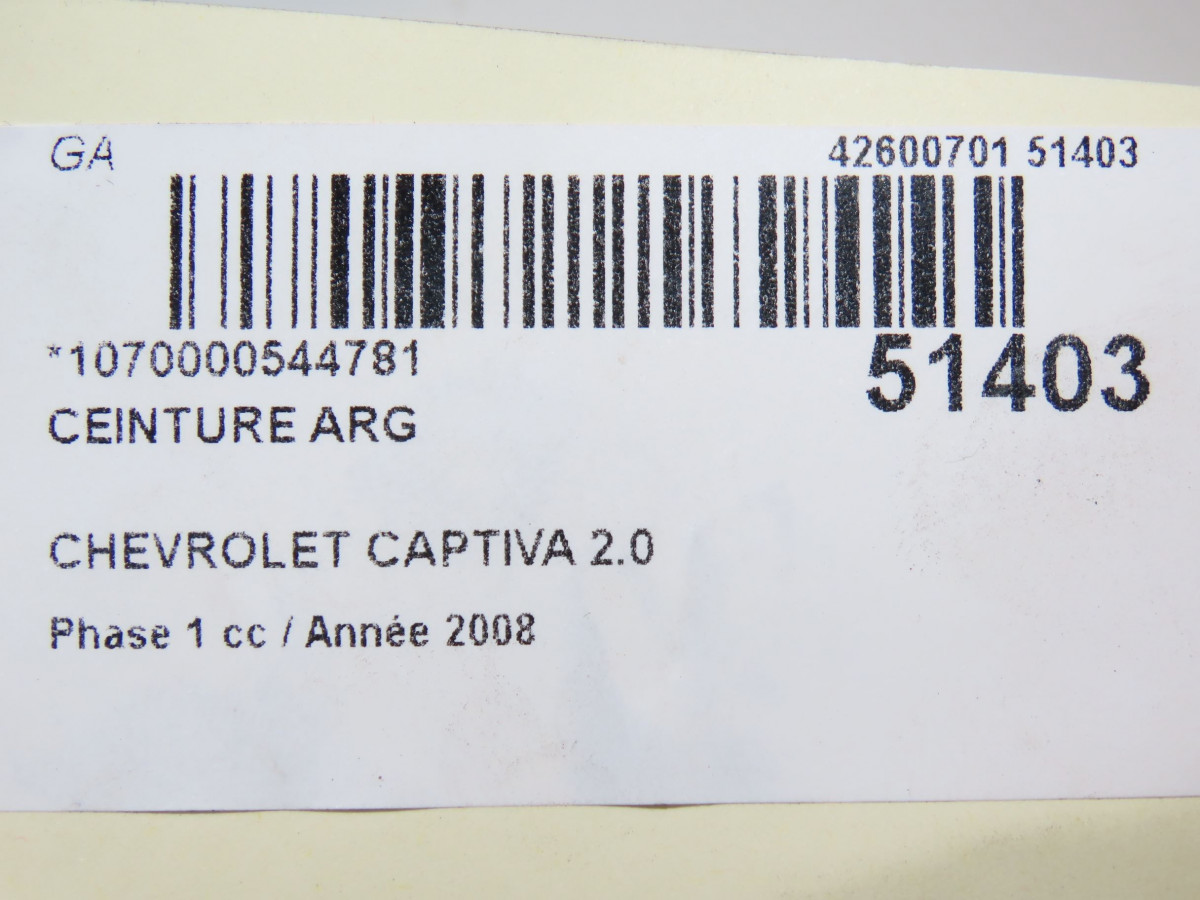 GA
42600701 51403
*1070000544781
51403
CEINTURE ARG
CHEVROLET CAPTIVA 2.0
Phase 1 cc / Année 2008